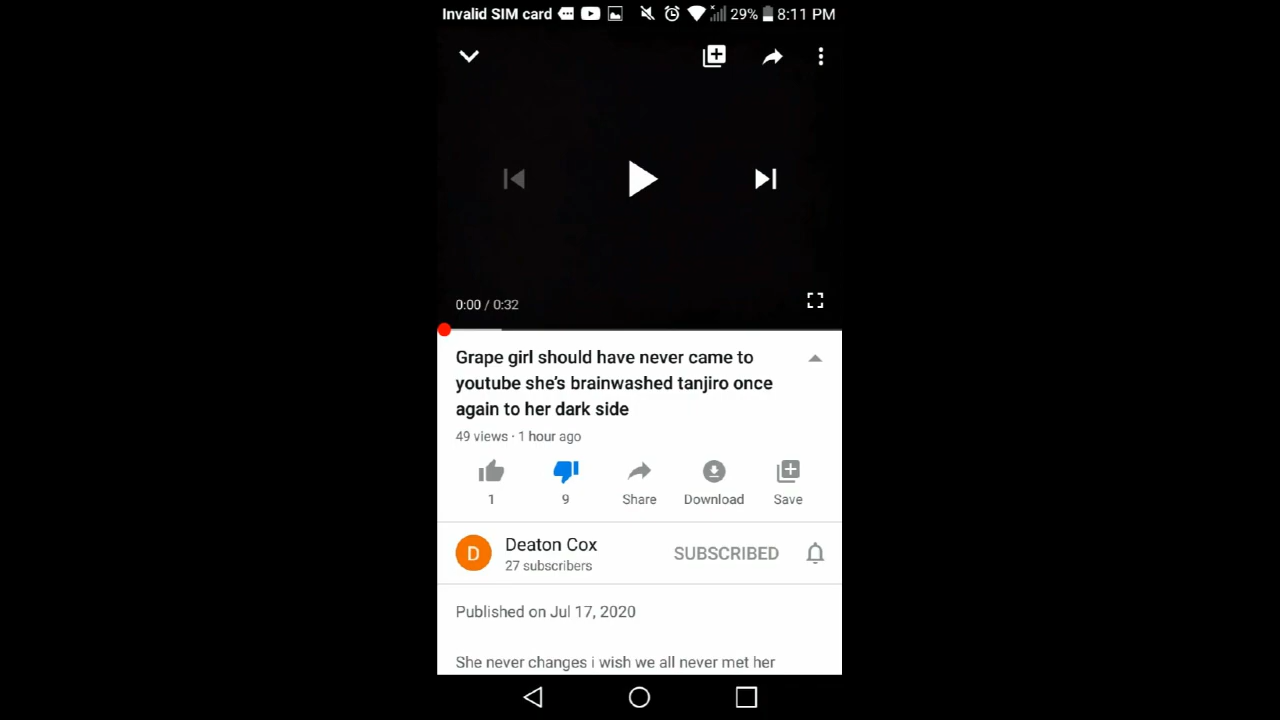 Invalid SIM card 29% 8:11 PM
0:00 / 0:32
Grape girl should have never came to
youtube she's brainwashed tanjiro once
again to her dark side
49 views · 1 hour ago
1 9 Share Download Save
D Deaton Cox SUBSCRIBED
27 subscribers
Published on Jul 17, 2020
She never changes i wish we all never met her